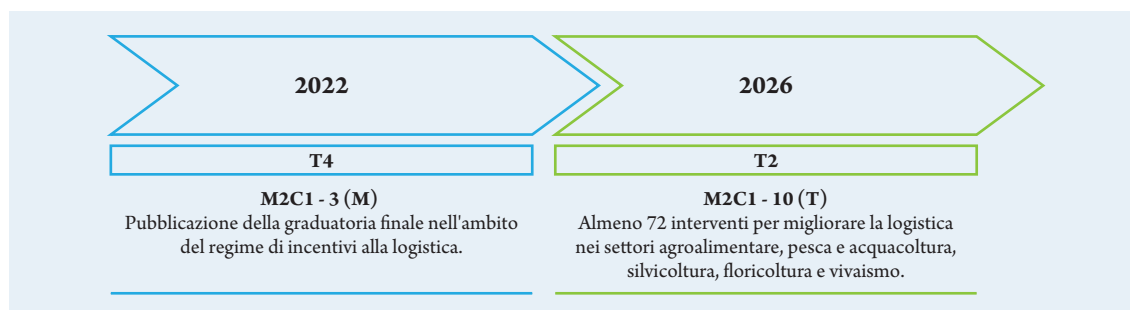 2022
2026
T4
T2
M2C1 - 3 (M)
Pubblicazione della graduatoria finale nell'ambito
del regime di incentivi alla logistica.
M2C1 - 10 (T)
Almeno 72 interventi per migliorare la logistica
nei settori agroalimentare, pesca e acquacoltura,
silvicoltura, floricoltura e vivaismo.